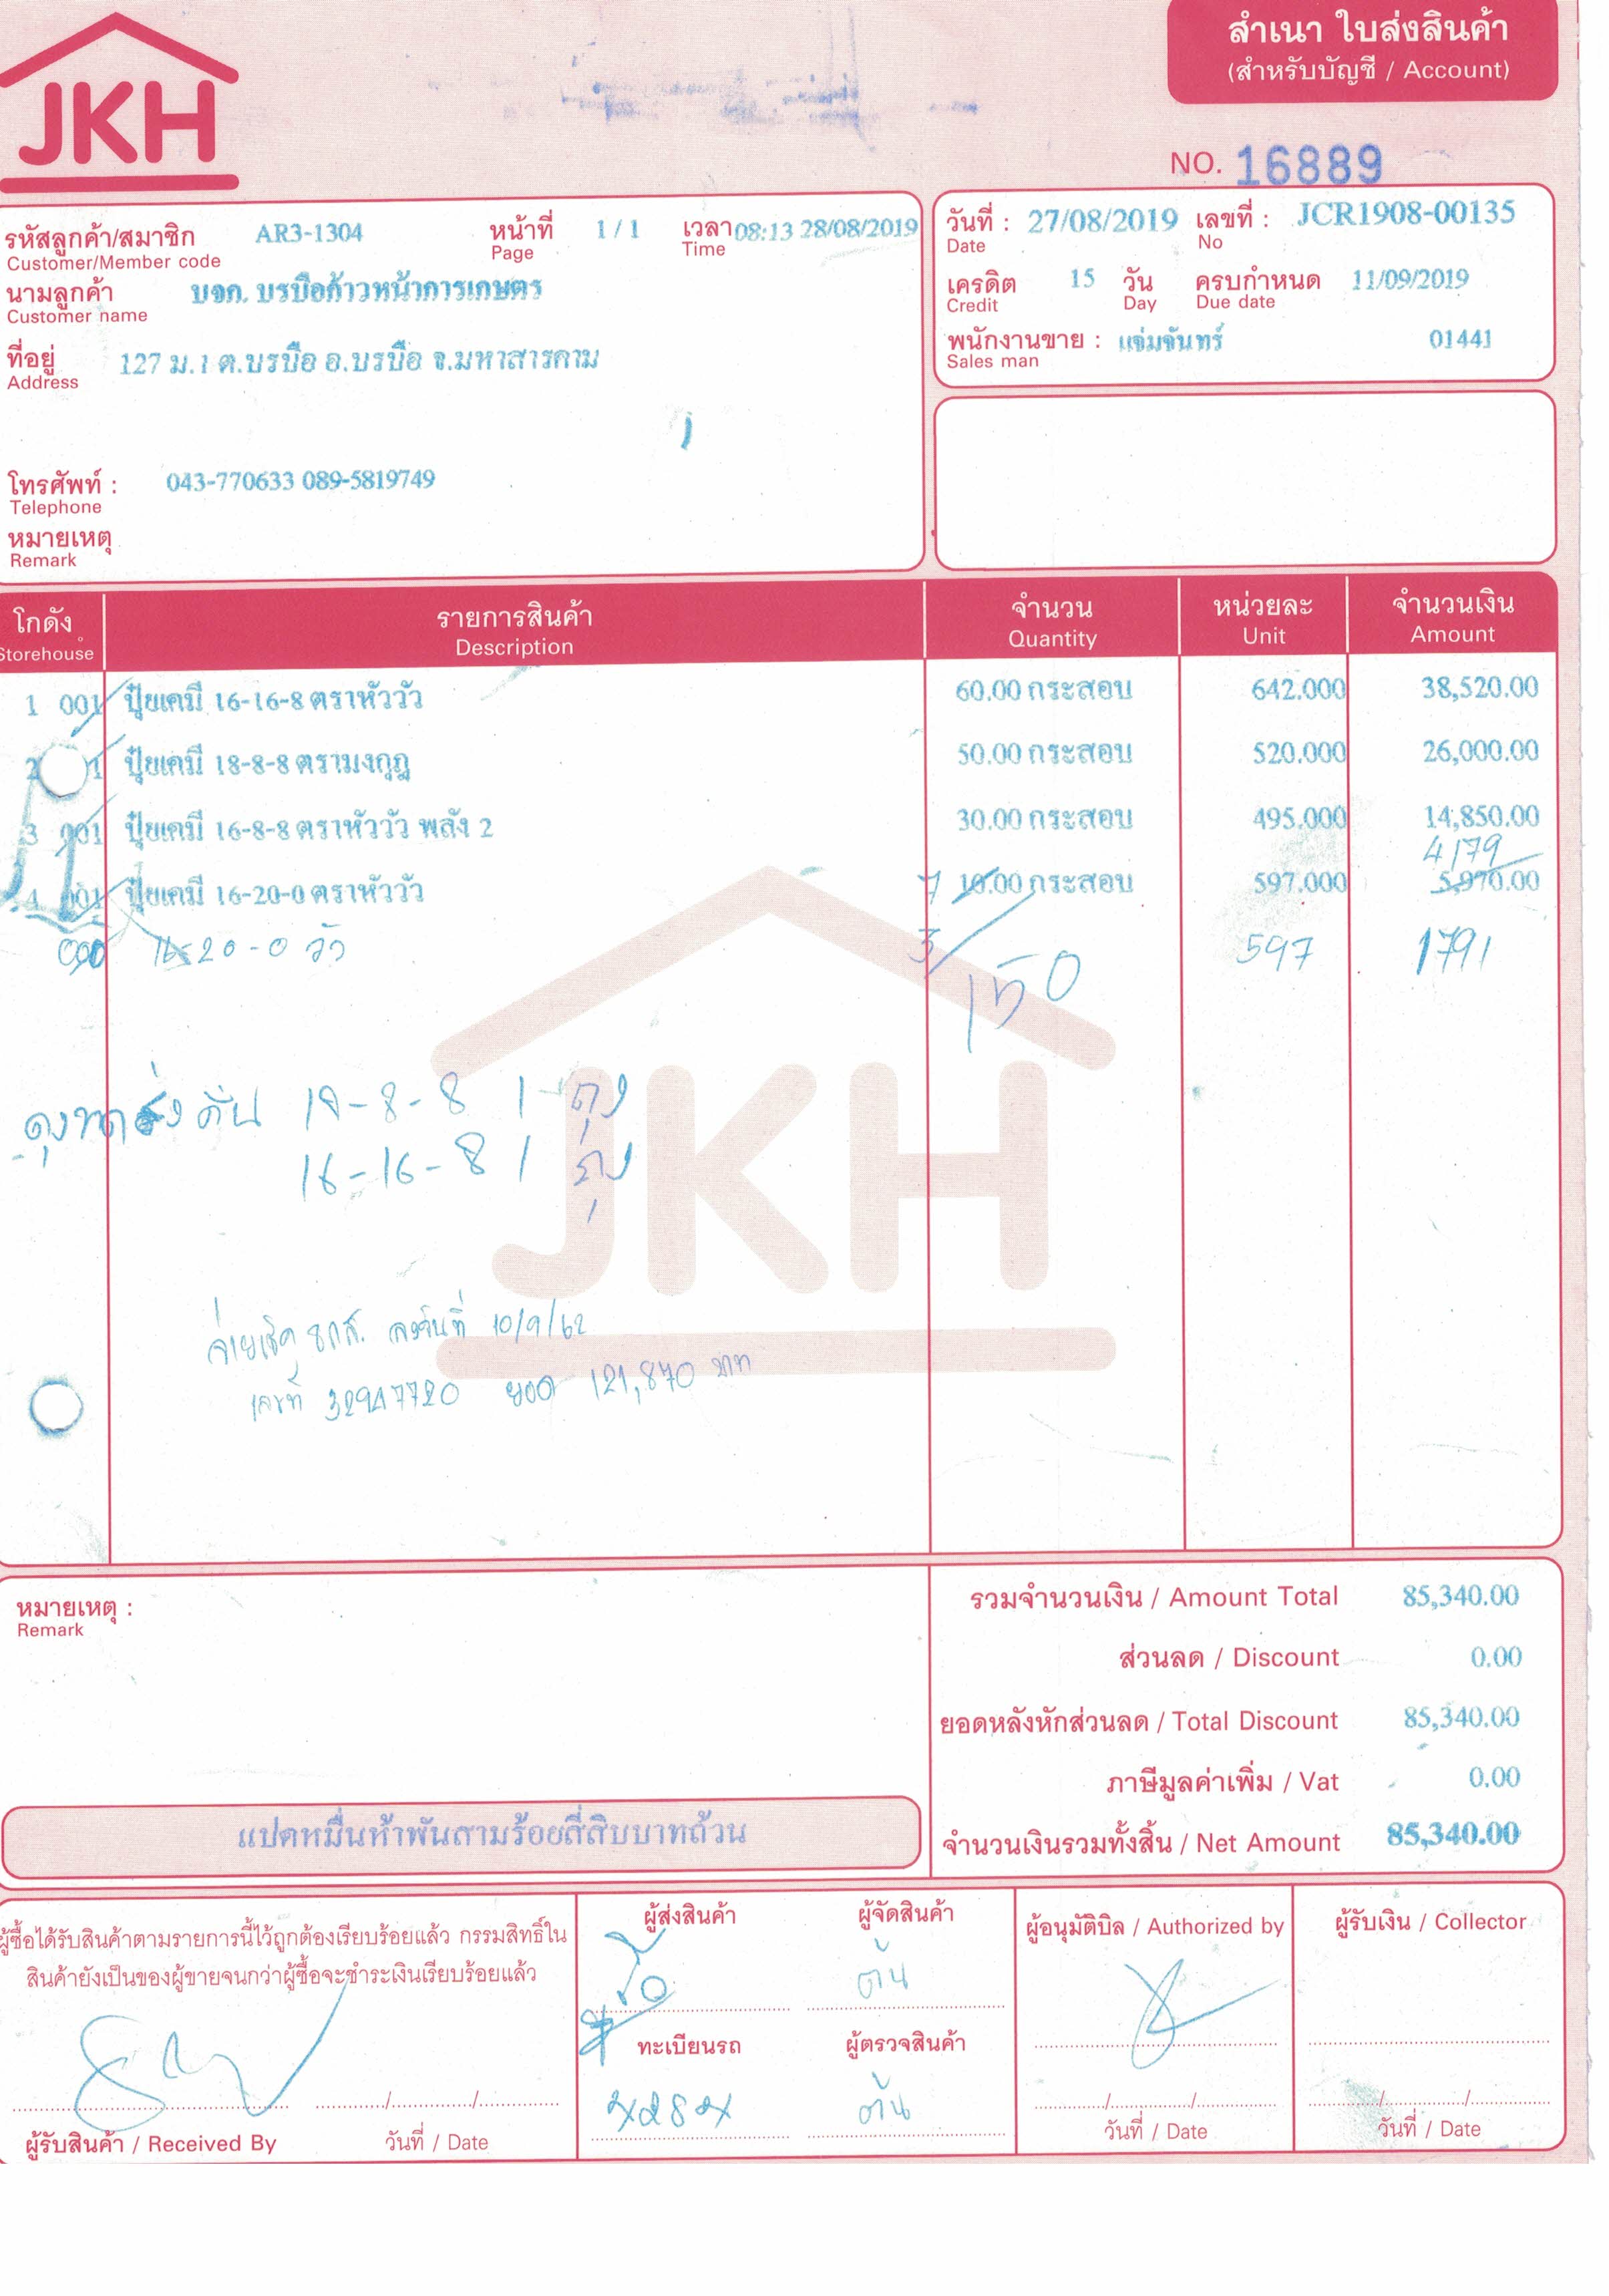 JKH
สำเนา ใบส่งสินค้า
(สำหรับบัญชี / Account)
NO. 16889
รหัสลูกค้า/สมาชิก AR3-1304 หน้าที่ 1 / 1 เวลา 08:13 28/08/2019
Customer/Member code Page Time
นามลูกค้า บจก. บรบือก้าวหน้าการเกษตร
Customer name
ที่อยู่ 127 ม.1 ต.บรบือ อ.บรบือ จ.มหาสารคาม
Address
โทรศัพท์ : 043-770633 089-5819749
Telephone
หมายเหตุ
Remark
วันที่ : 27/08/2019 เลขที่ : JCR1908-00135
Date No
เครดิต 15 วัน ครบกำหนด 11/09/2019
Credit Day Due date
พนักงานขาย : แจ่มจันทร์ 01441
Sales man
โกดัง รายการสินค้า จำนวน หน่วยละ จำนวนเงิน
Storehouse Description Quantity Unit Amount
1 001 ปุ๋ยเคมี 16-16-8 ตราหัววัว 60.00 กระสอบ 642.000 38,520.00
2 1 ปุ๋ยเคมี 18-8-8 ตรามงกุฎ 50.00 กระสอบ 520.000 26,000.00
3 001 ปุ๋ยเคมี 16-8-8 ตราหัววัว พลัง 2 30.00 กระสอบ 495.000 14,850.00
4179
4 001 ปุ๋ยเคมี 16-20-0 ตราหัววัว 7 10.00 กระสอบ 597.000 5,970.00
16-20-0 วัว 3 597 1791
150
คืน 18-8-8 1 ถุง
16-16-8 1 ถุง
จ่ายเช็ค ธกส. ลงวันที่ 10/9/62
เลขที่ 32947720 ยอด 121,870 บาท
JKH
หมายเหตุ :
Remark
รวมจำนวนเงิน / Amount Total 85,340.00
ส่วนลด / Discount 0.00
ยอดหลังหักส่วนลด / Total Discount 85,340.00
ภาษีมูลค่าเพิ่ม / Vat 0.00
แปดหมื่นห้าพันสามร้อยสี่สิบบาทถ้วน
จำนวนเงินรวมทั้งสิ้น / Net Amount 85,340.00
ผู้ซื้อได้รับสินค้าตามรายการนี้ไว้ถูกต้องเรียบร้อยแล้ว กรรมสิทธิ์ใน
สินค้ายังเป็นของผู้ขายจนกว่าผู้ซื้อจะชำระเงินเรียบร้อยแล้ว
ผู้รับสินค้า / Received By วันที่ / Date
ผู้ส่งสินค้า ผู้จัดสินค้า
ต้น
ทะเบียนรถ ผู้ตรวจสินค้า
ต้น
ผู้อนุมัติบิล / Authorized by
วันที่ / Date
ผู้รับเงิน / Collector
วันที่ / Date